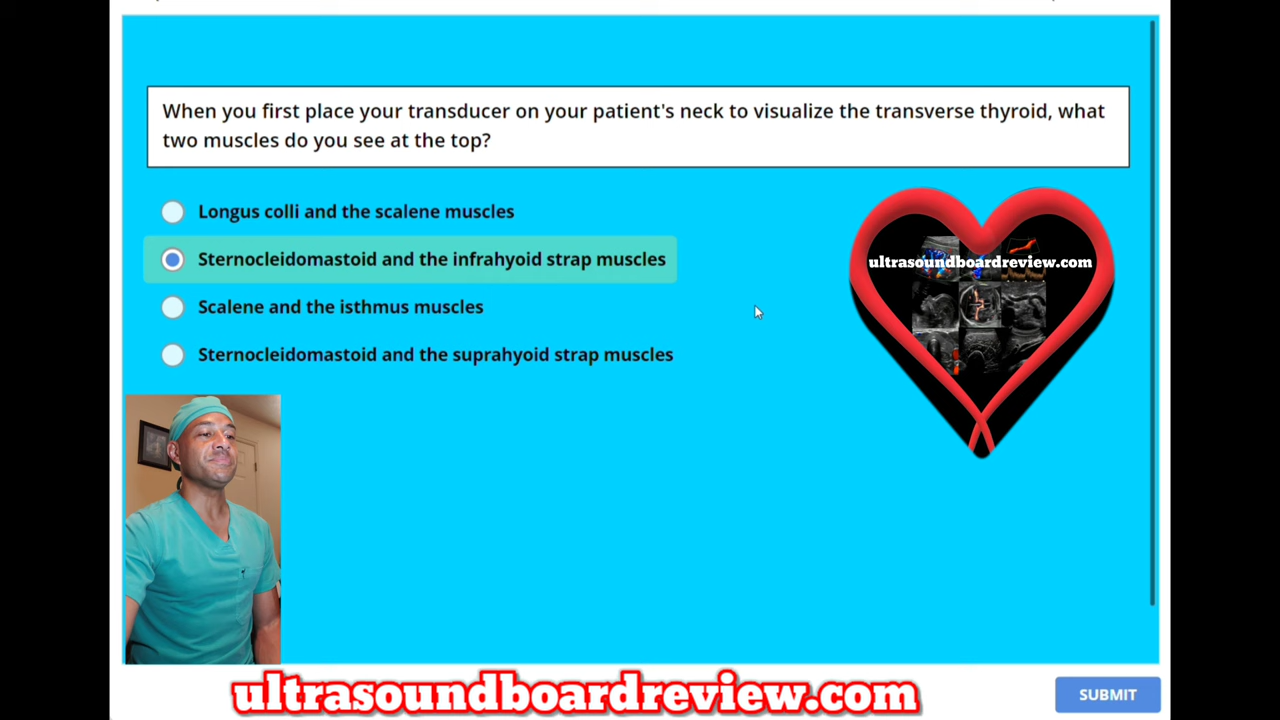 When you first place your transducer on your patient's neck to visualize the transverse thyroid, what
two muscles do you see at the top?
Longus colli and the scalene muscles
Sternocleidomastoid and the infrahyoid strap muscles
Scalene and the isthmus muscles
Sternocleidomastoid and the suprahyoid strap muscles
ultrasoundboardreview.com
ultrasoundboardreview.com
SUBMIT